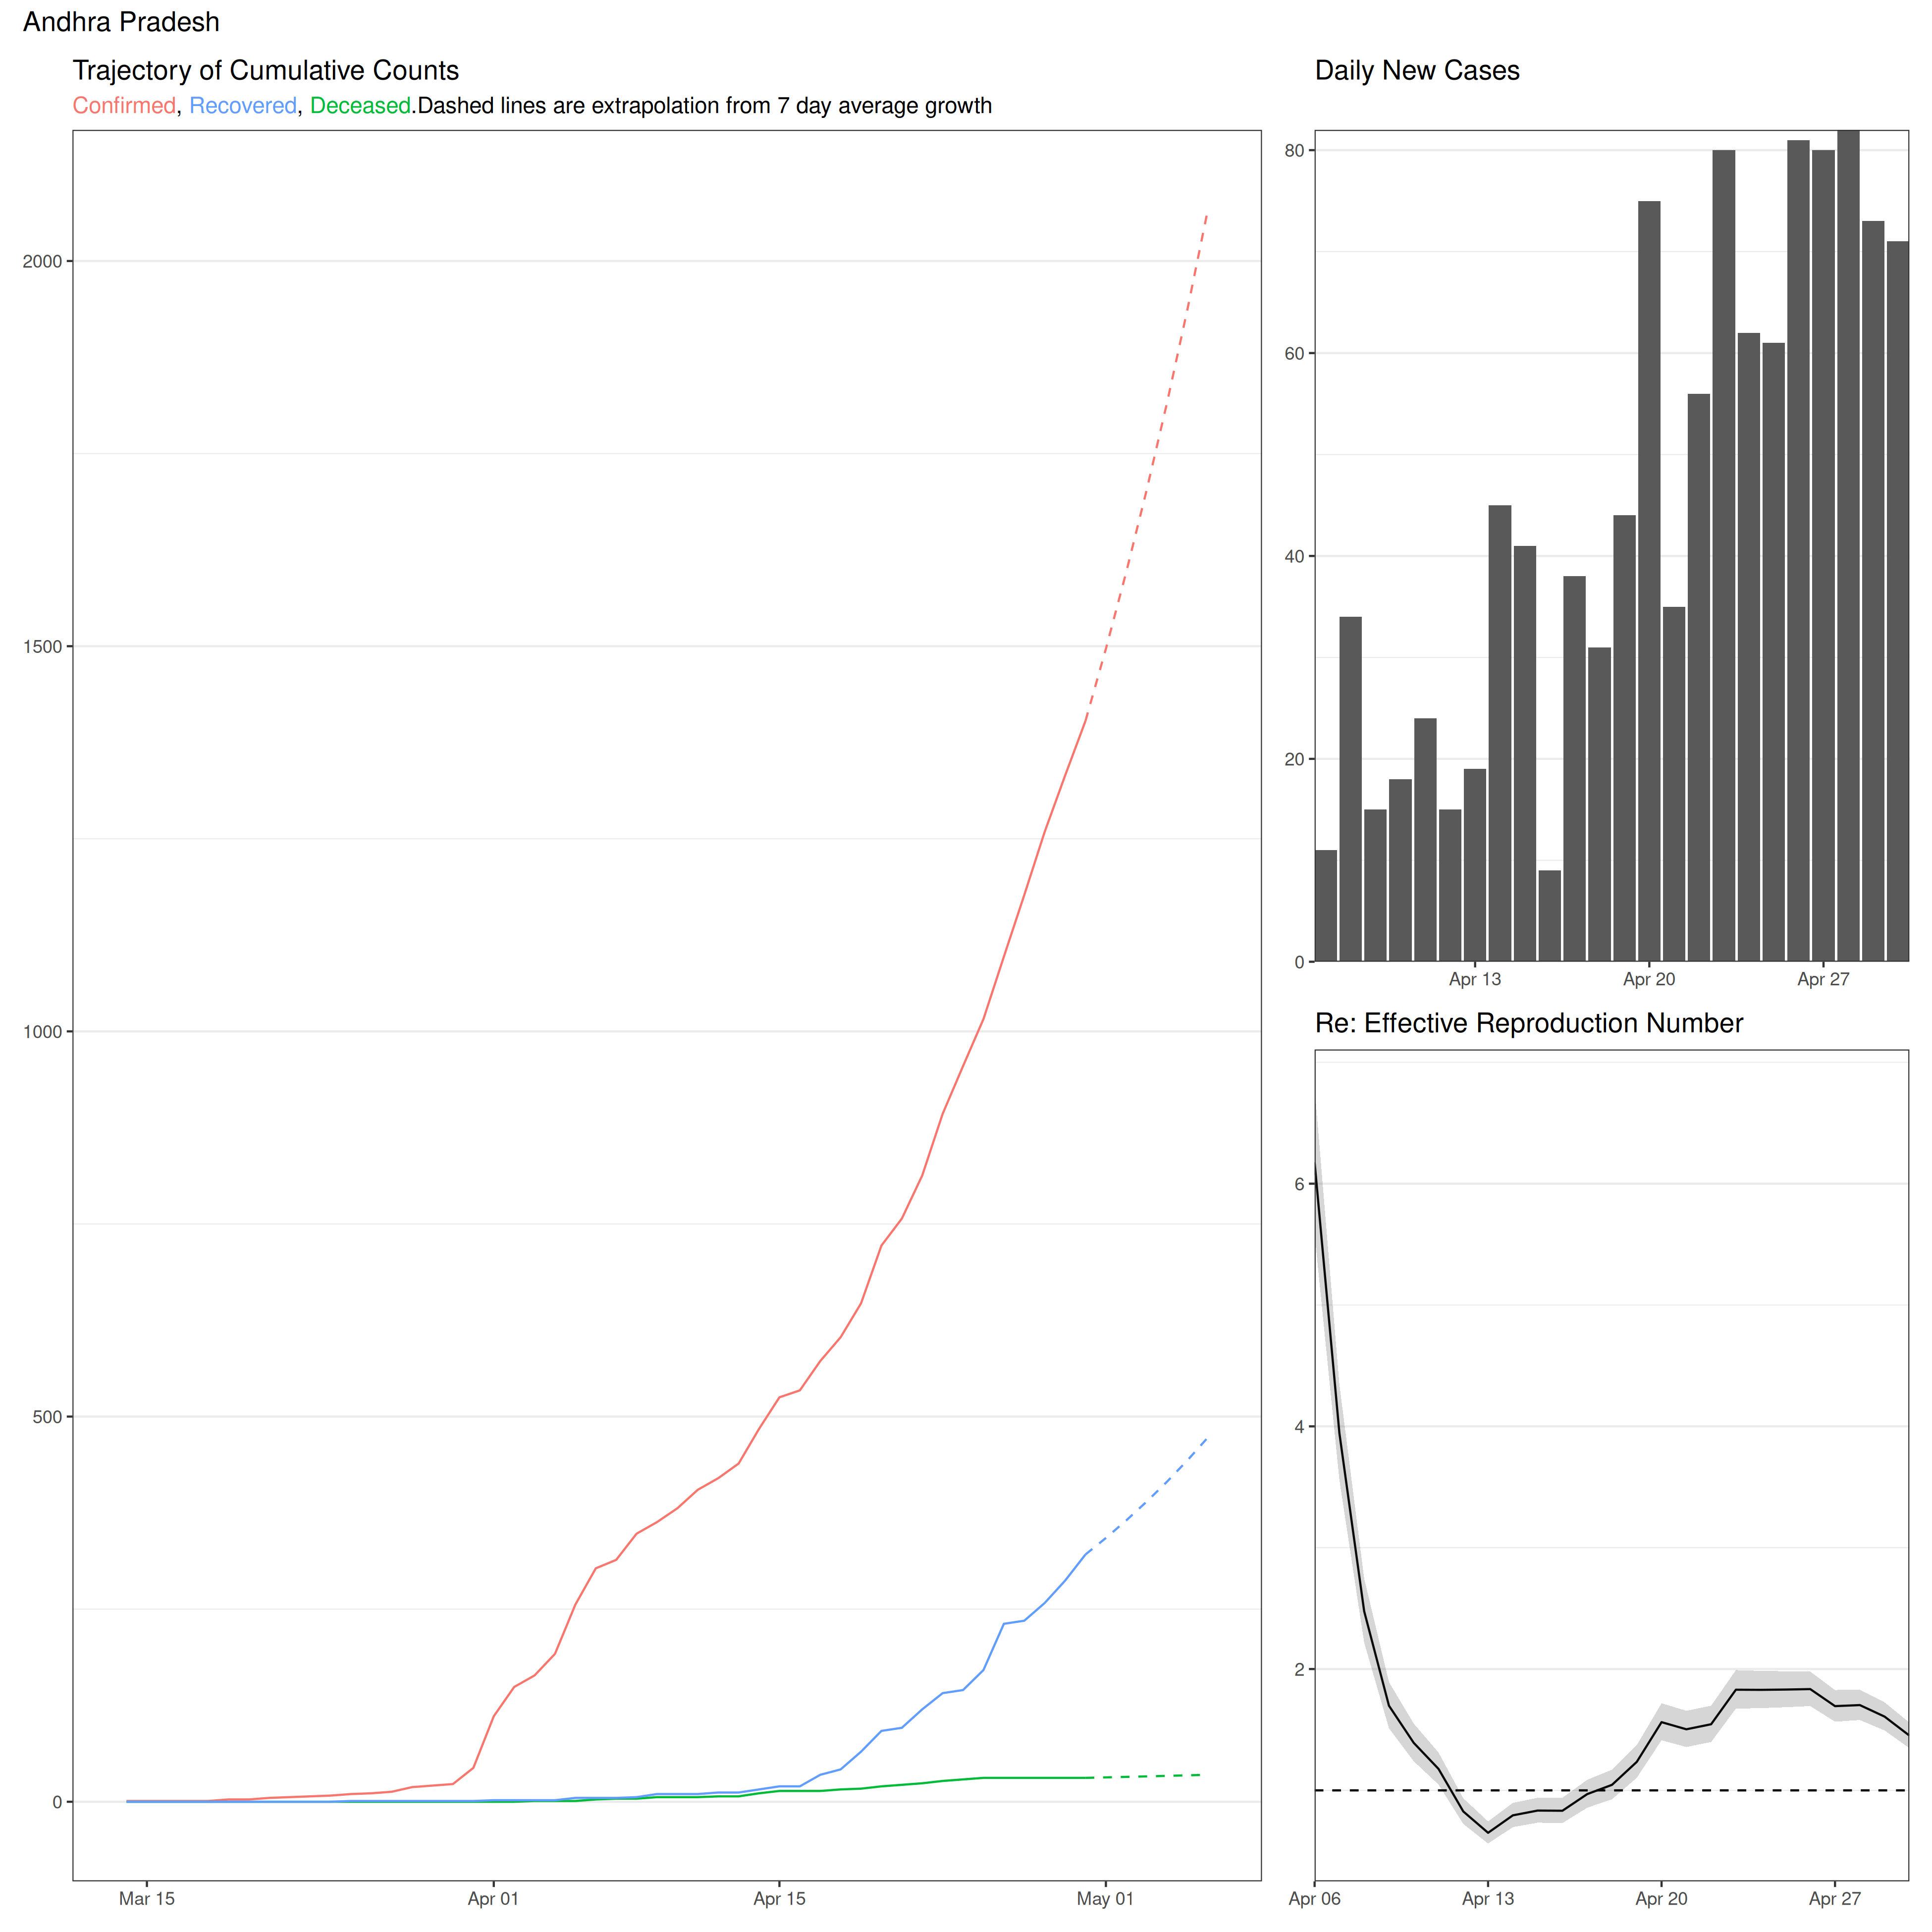 Andhra Pradesh
Trajectory of Cumulative Counts
Confirmed, Recovered, Deceased.Dashed lines are extrapolation from 7 day average growth
2000
1500
1000
500
0
Mar 15 Apr 01 Apr 15 May 01
Daily New Cases
80
60
40
20
0
Apr 13 Apr 20 Apr 27
Re: Effective Reproduction Number
6
4
2
Apr 06 Apr 13 Apr 20 Apr 27